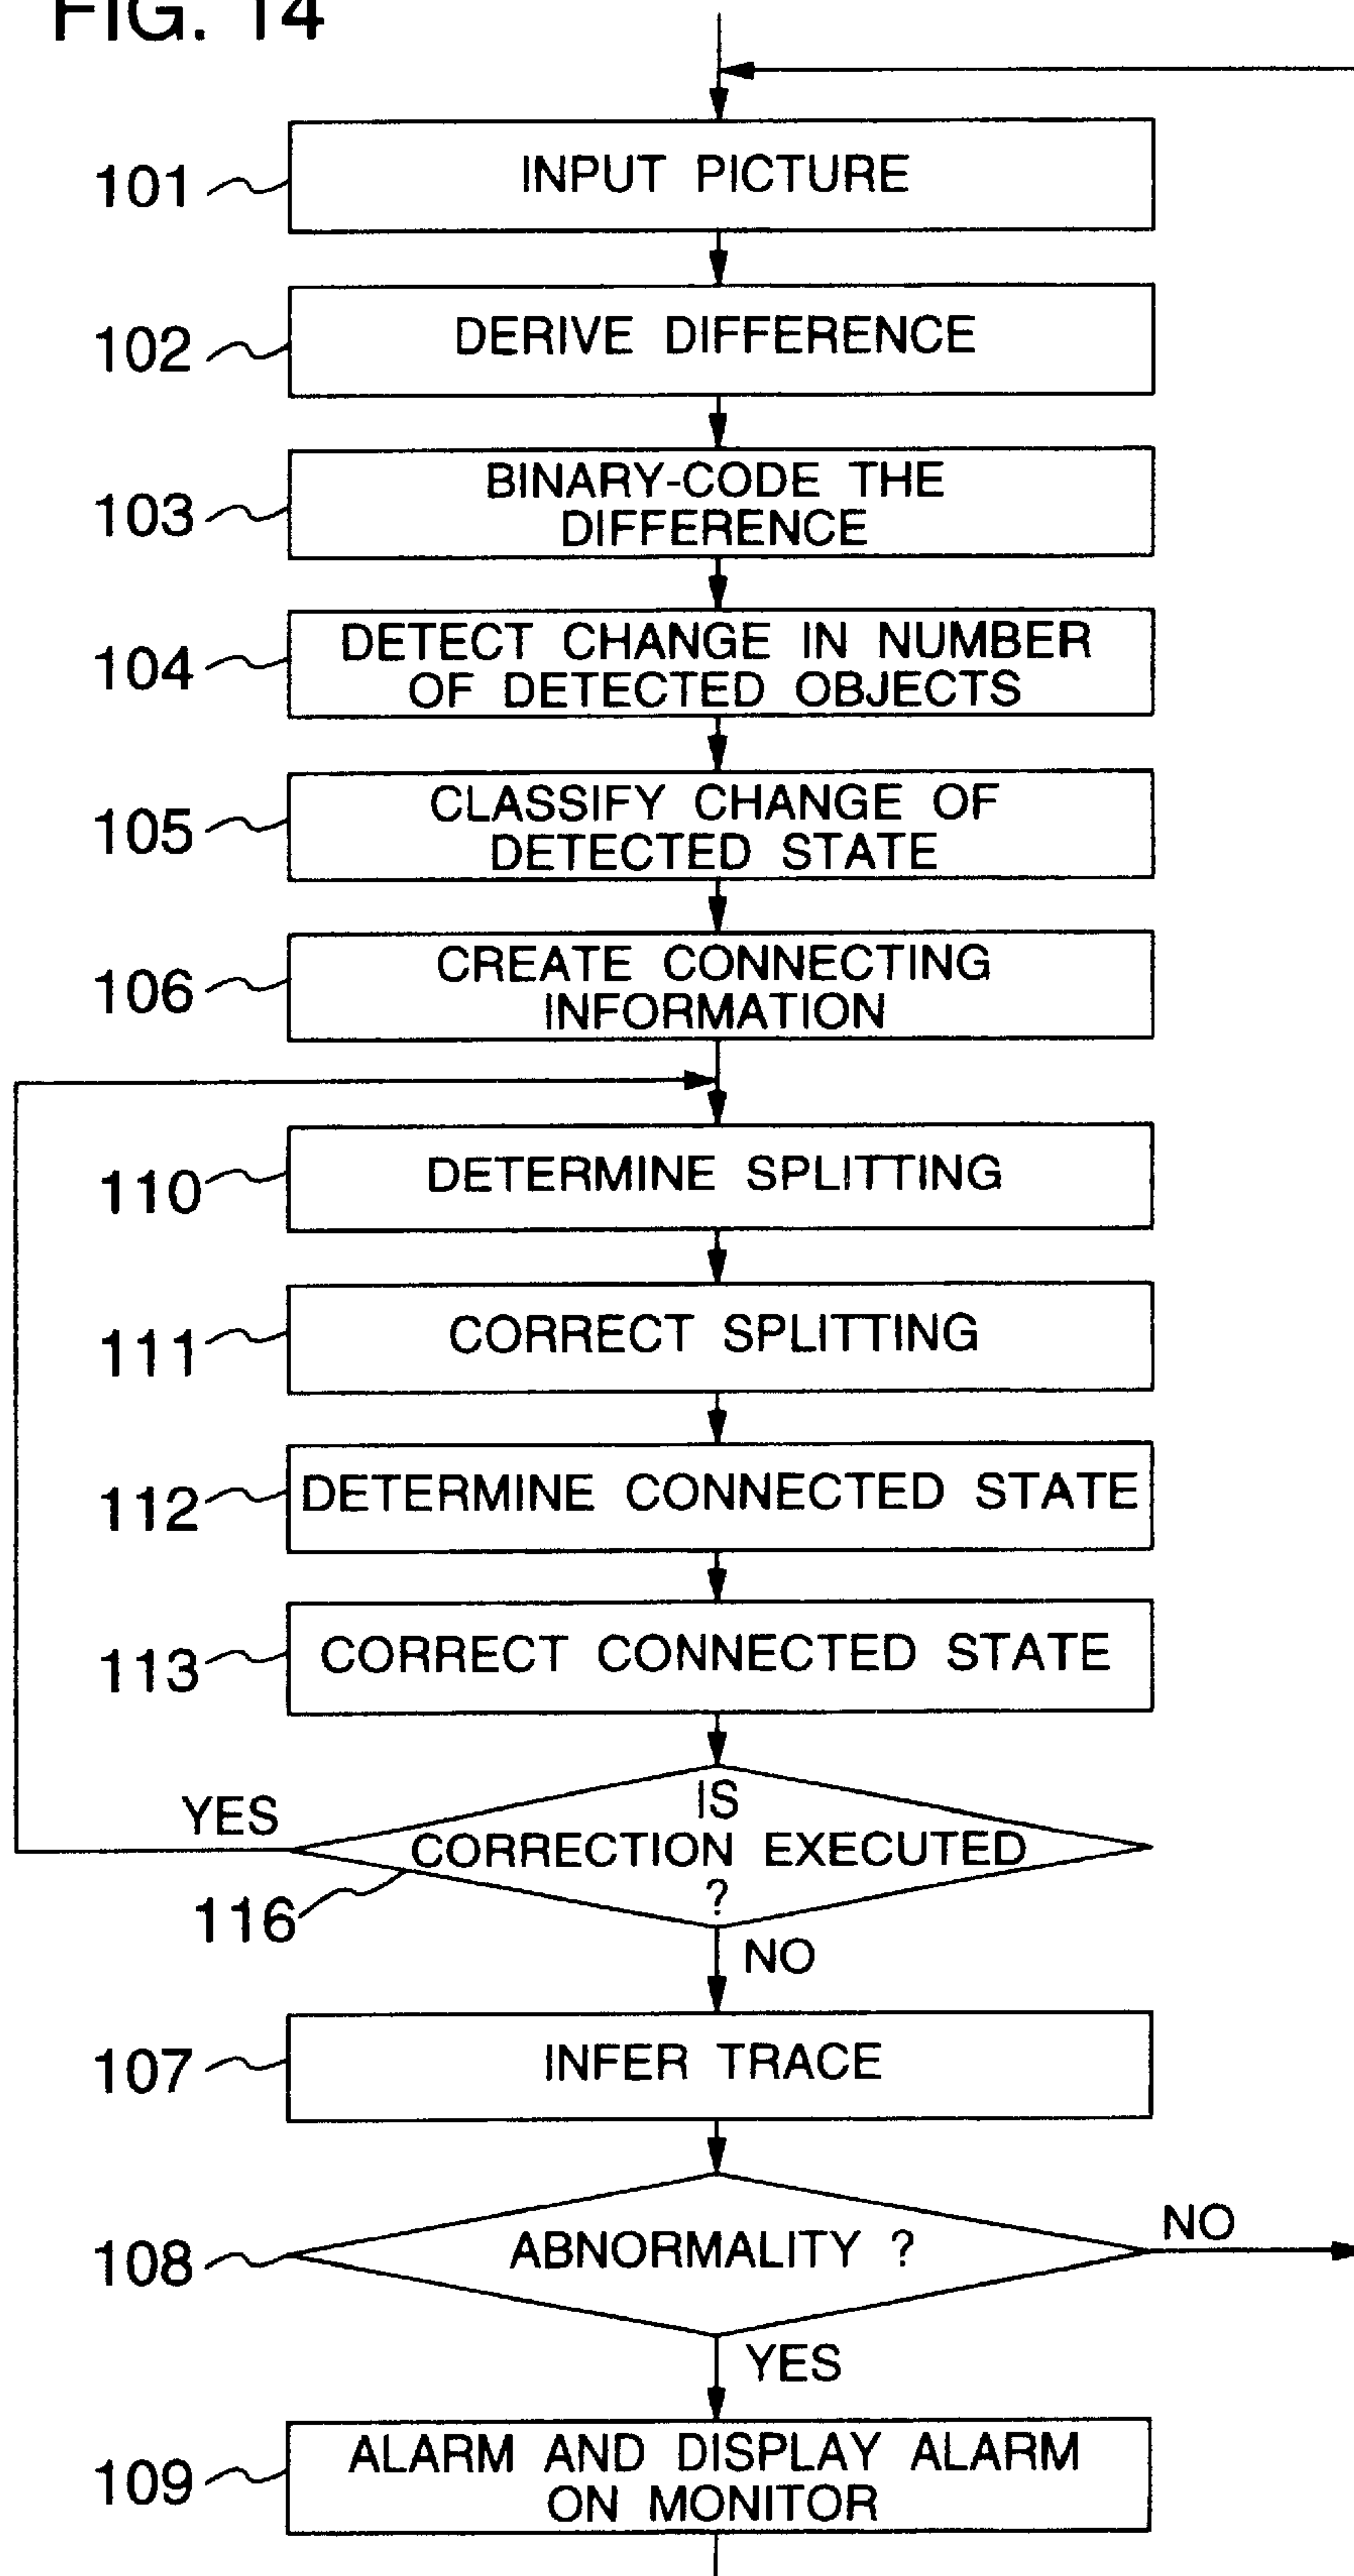 FIG. 14
101
INPUT PICTURE
102
DERIVE DIFFERENCE
103
BINARY-CODE THE
DIFFERENCE
104
DETECT CHANGE IN NUMBER
OF DETECTED OBJECTS
105
CLASSIFY CHANGE OF
DETECTED STATE
106
CREATE CONNECTING
INFORMATION
110
DETERMINE SPLITTING
111
CORRECT SPLITTING
112
DETERMINE CONNECTED STATE
113
CORRECT CONNECTED STATE
YES
IS
CORRECTION EXECUTED
?
116
NO
107
INFER TRACE
108
ABNORMALITY ?
NO
YES
109
ALARM AND DISPLAY ALARM
ON MONITOR